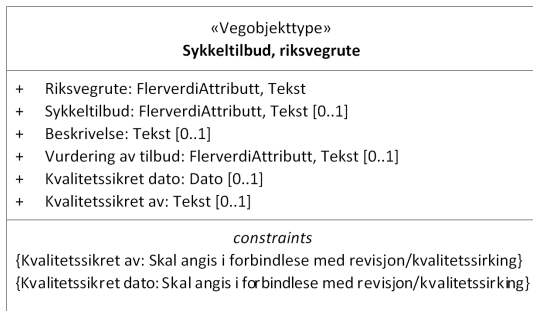 «Vegobjekttype»
Sykkeltilbud, riksvegrute
+ Riksvegrute: FlerverdiAttributt, Tekst
+ Sykkeltilbud: FlerverdiAttributt, Tekst [0..1]
+ Beskrivelse: Tekst [0..1]
+ Vurdering av tilbud: FlerverdiAttributt, Tekst [0..1]
+ Kvalitetssikret dato: Dato [0..1]
+ Kvalitetssikret av: Tekst [0..1]
constraints
{Kvalitetssikret av: Skal angis i forbindlese med revisjon/kvalitetssirking}
{Kvalitetssikret dato: Skal angis i forbindlese med revisjon/kvalitetssirking}